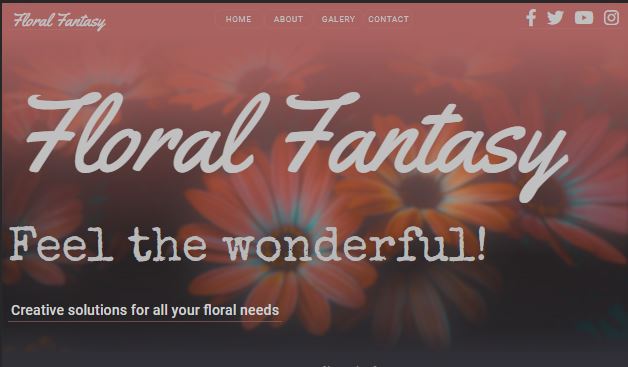 Floral Fantasy
HOME ABOUT GALERY CONTACT
Floral Fantasy
Feel the wonderful!
Creative solutions for all your floral needs